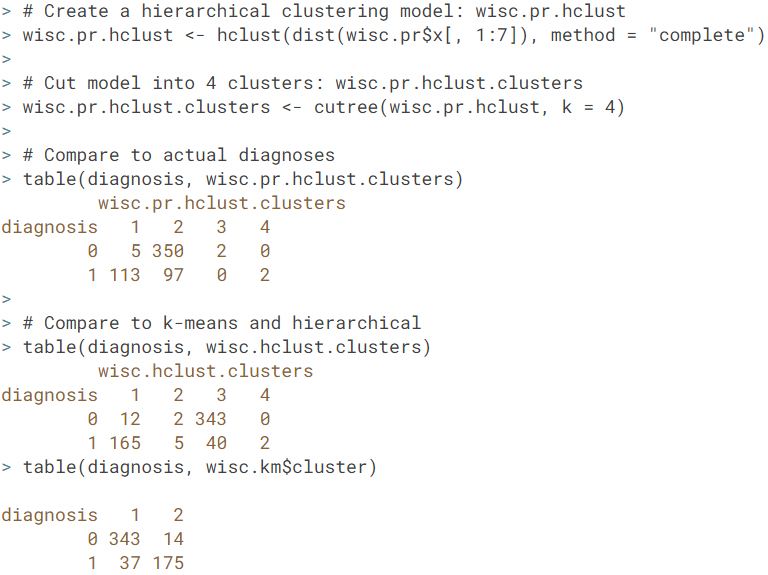 > # Create a hierarchical clustering model: wisc.pr.hclust
> wisc.pr.hclust <- hclust(dist(wisc.pr$x[, 1:7]), method = "complete")
>
> # Cut model into 4 clusters: wisc.pr.hclust.clusters
> wisc.pr.hclust.clusters <- cutree(wisc.pr.hclust, k = 4)
>
> # Compare to actual diagnoses
> table(diagnosis, wisc.pr.hclust.clusters)
         wisc.pr.hclust.clusters
diagnosis   1   2   3   4
        0   5 350   2   0
        1 113  97   0   2
>
> # Compare to k-means and hierarchical
> table(diagnosis, wisc.hclust.clusters)
         wisc.hclust.clusters
diagnosis   1   2   3   4
        0  12   2 343   0
        1 165   5  40   2
> table(diagnosis, wisc.km$cluster)

diagnosis   1   2
        0 343  14
        1  37 175